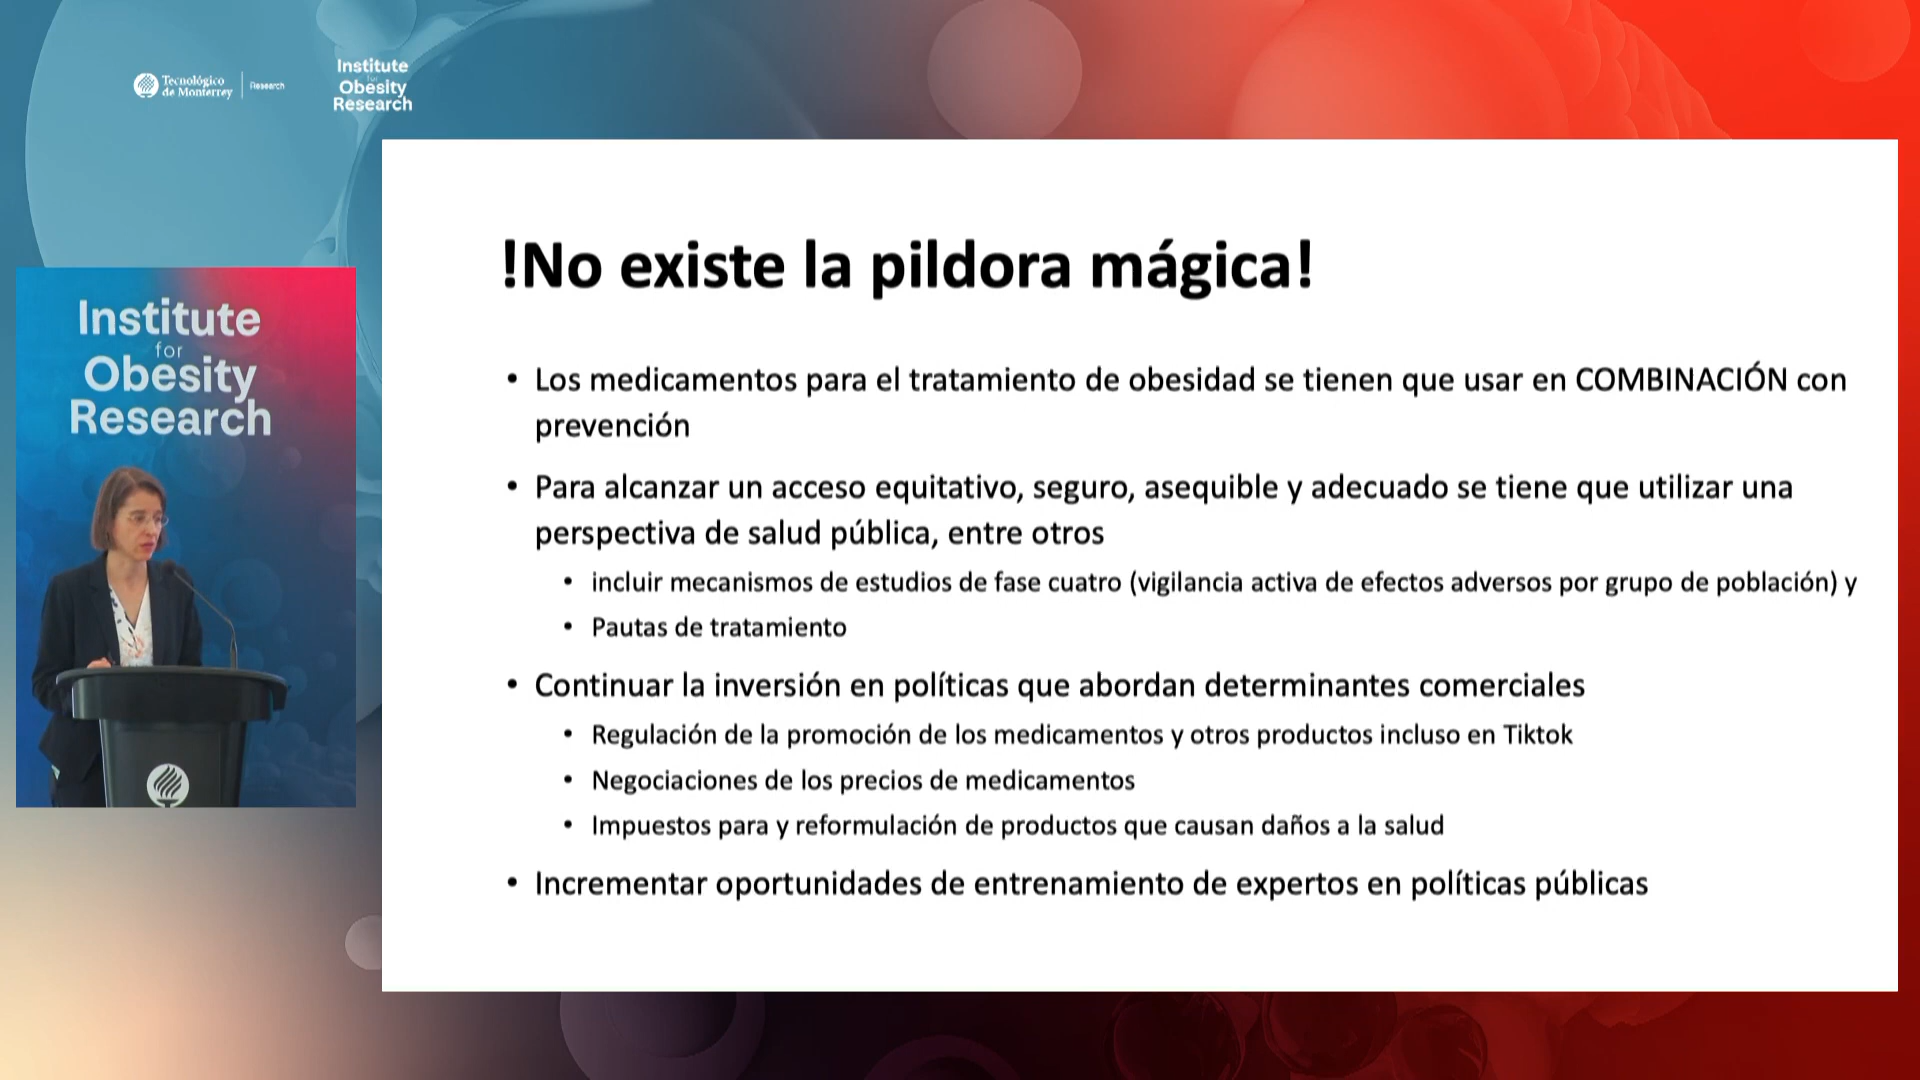 Tecnológico
de Monterrey
Research
Institute
for
Obesity
Research
!No existe la pildora mágica!
• Los medicamentos para el tratamiento de obesidad se tienen que usar en COMBINACIÓN con
prevención
• Para alcanzar un acceso equitativo, seguro, asequible y adecuado se tiene que utilizar una
perspectiva de salud pública, entre otros
• incluir mecanismos de estudios de fase cuatro (vigilancia activa de efectos adversos por grupo de población) y
• Pautas de tratamiento
• Continuar la inversión en políticas que abordan determinantes comerciales
• Regulación de la promoción de los medicamentos y otros productos incluso en Tiktok
• Negociaciones de los precios de medicamentos
• Impuestos para y reformulación de productos que causan daños a la salud
• Incrementar oportunidades de entrenamiento de expertos en políticas públicas
Institute
for
Obesity
Research